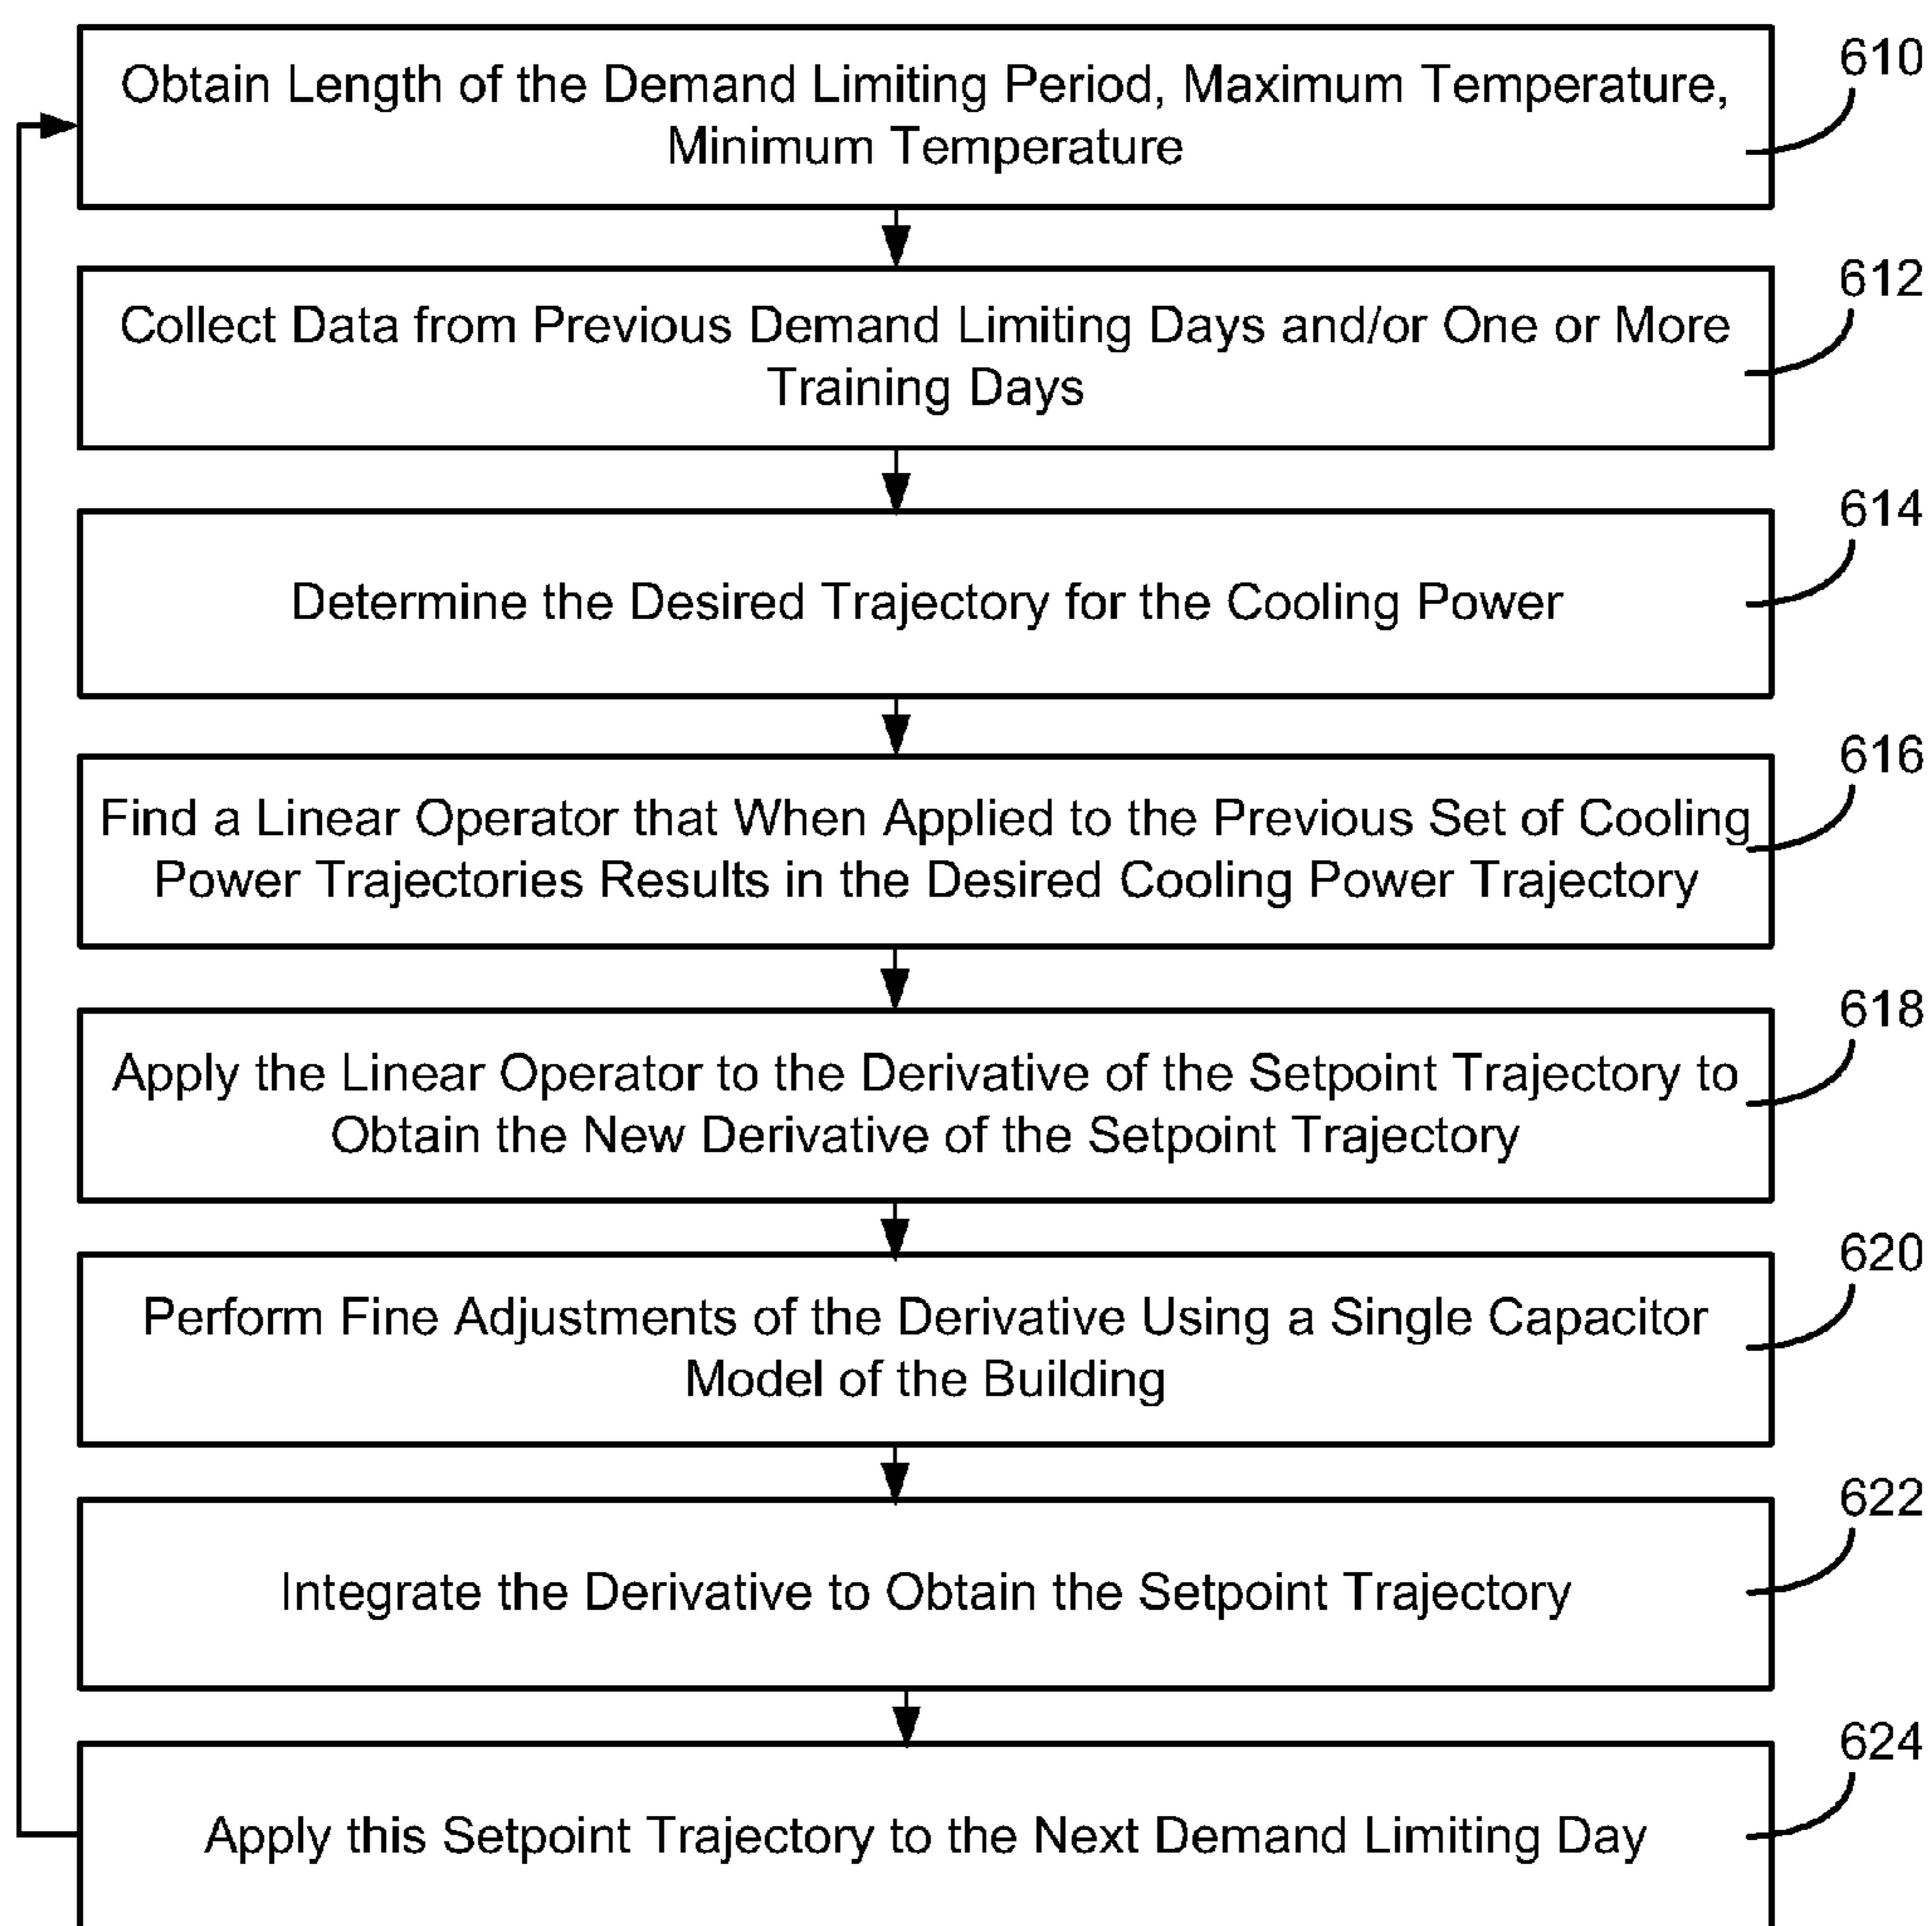 Obtain Length of the Demand Limiting Period, Maximum Temperature,
Minimum Temperature
610
Collect Data from Previous Demand Limiting Days and/or One or More
Training Days
612
Determine the Desired Trajectory for the Cooling Power
614
Find a Linear Operator that When Applied to the Previous Set of Cooling
Power Trajectories Results in the Desired Cooling Power Trajectory
616
Apply the Linear Operator to the Derivative of the Setpoint Trajectory to
Obtain the New Derivative of the Setpoint Trajectory
618
Perform Fine Adjustments of the Derivative Using a Single Capacitor
Model of the Building
620
Integrate the Derivative to Obtain the Setpoint Trajectory
622
Apply this Setpoint Trajectory to the Next Demand Limiting Day
624